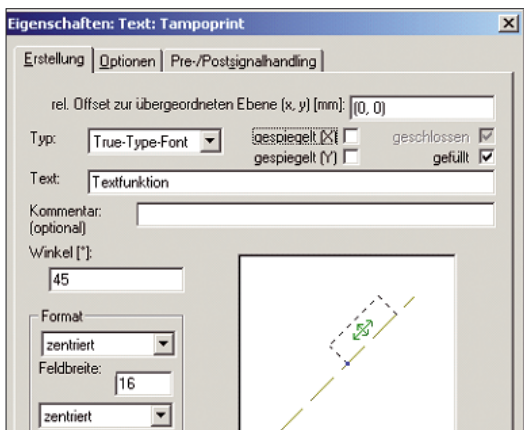 Eigenschaften: Text: Tampoprint
Erstellung Optionen Pre-/Postsignalhandling
rel. Offset zur übergeordneten Ebene (x, y) [mm]: (0, 0)
Typ: True-Type-Font gespiegelt (X) geschlossen
gespiegelt (Y) gefüllt
Text: Textfunktion
Kommentar:
(optional)
Winkel [°]:
45
Format
zentriert
Feldbreite:
16
zentriert